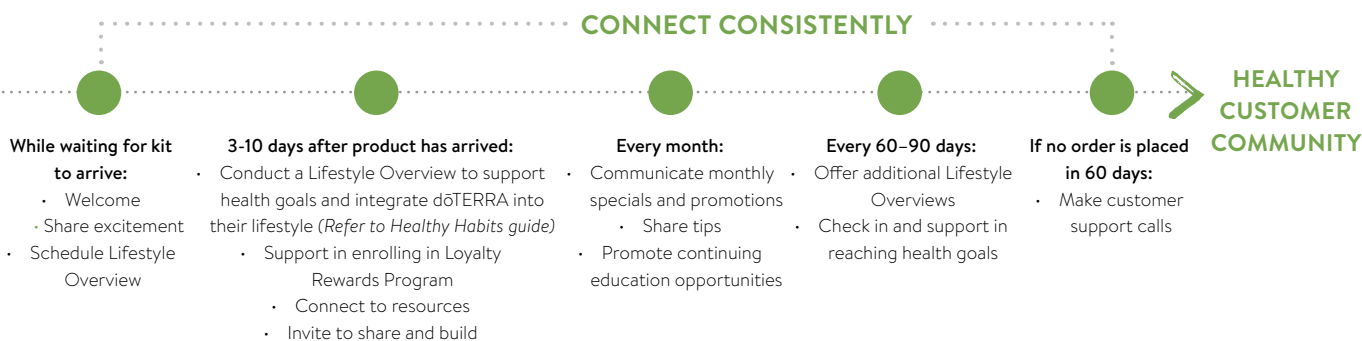 CONNECT CONSISTENTLY
HEALTHY
CUSTOMER
COMMUNITY
While waiting for kit
to arrive:
• Welcome
• Share excitement
• Schedule Lifestyle
Overview
3-10 days after product has arrived:
• Conduct a Lifestyle Overview to support
health goals and integrate dōTERRA into
their lifestyle (Refer to Healthy Habits guide)
• Support in enrolling in Loyalty
Rewards Program
• Connect to resources
• Invite to share and build
Every month:
• Communicate monthly
specials and promotions
• Share tips
• Promote continuing
education opportunities
Every 60–90 days:
• Offer additional Lifestyle
Overviews
• Check in and support in
reaching health goals
If no order is placed
in 60 days:
• Make customer
support calls